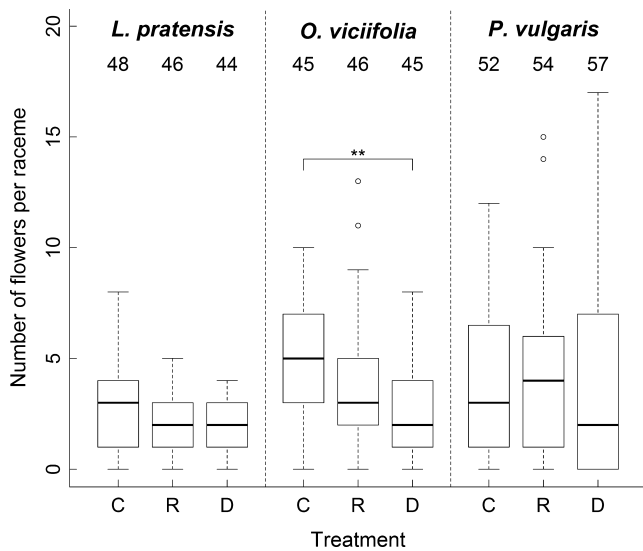 L. pratensis O. viciifolia P. vulgaris
48 46 44 45 46 45 52 54 57
**
20
15
10
5
0
Number of flowers per raceme
C R D C R D C R D
Treatment